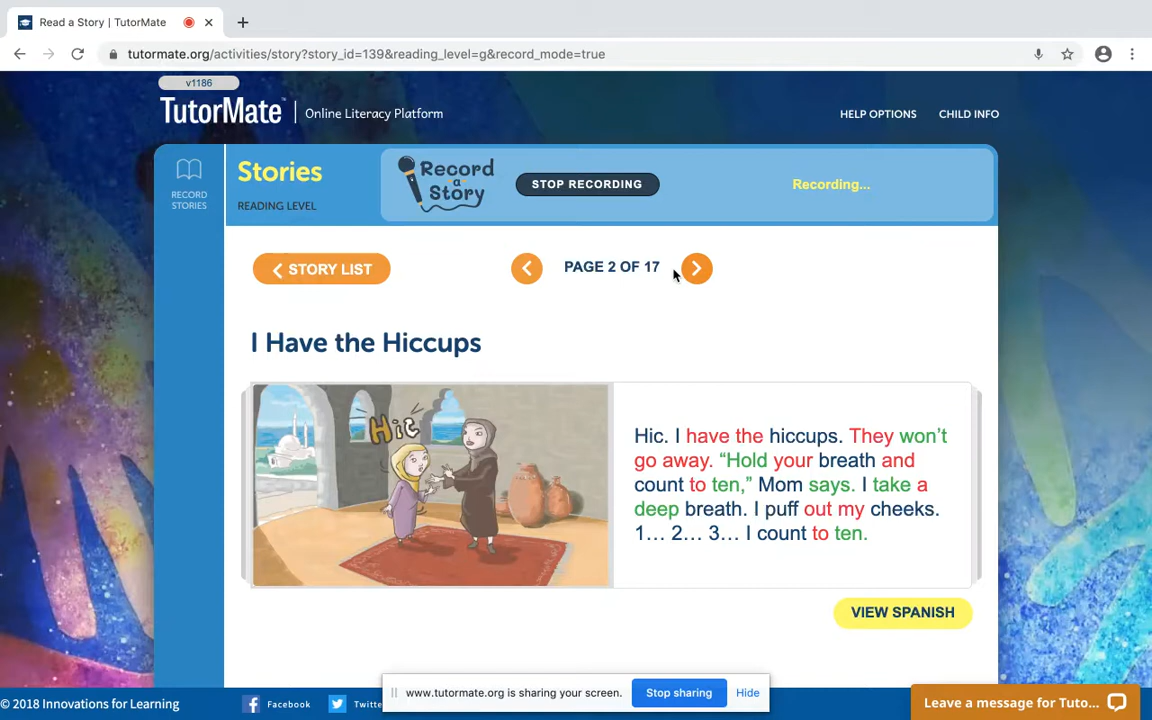 Read a Story | TutorMate
tutormate.org/activities/story?story_id=139&reading_level=g&record_mode=true
v1186
TutorMate™ | Online Literacy Platform
HELP OPTIONS
CHILD INFO
RECORD
STORIES
Stories
READING LEVEL
Record
a
Story
STOP RECORDING
Recording...
STORY LIST
PAGE 2 OF 17
I Have the Hiccups
Hic
Hic. I have the hiccups. They won't
go away. “Hold your breath and
count to ten,” Mom says. I take a
deep breath. I puff out my cheeks.
1… 2… 3… I count to ten.
VIEW SPANISH
www.tutormate.org is sharing your screen.
Stop sharing
Hide
© 2018 Innovations for Learning
Facebook
Twitte
Leave a message for Tuto...